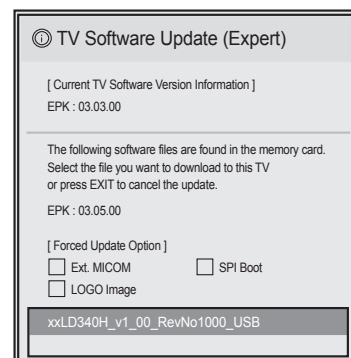 TV Software Update (Expert)
[ Current TV Software Version Information ]
EPK : 03.03.00
The following software files are found in the memory card.
Select the file you want to download to this TV
or press EXIT to cancel the update.
EPK : 03.05.00
[ Forced Update Option ]
Ext. MICOM SPI Boot
LOGO Image
xxLD340H_v1_00_RevNo1000_USB